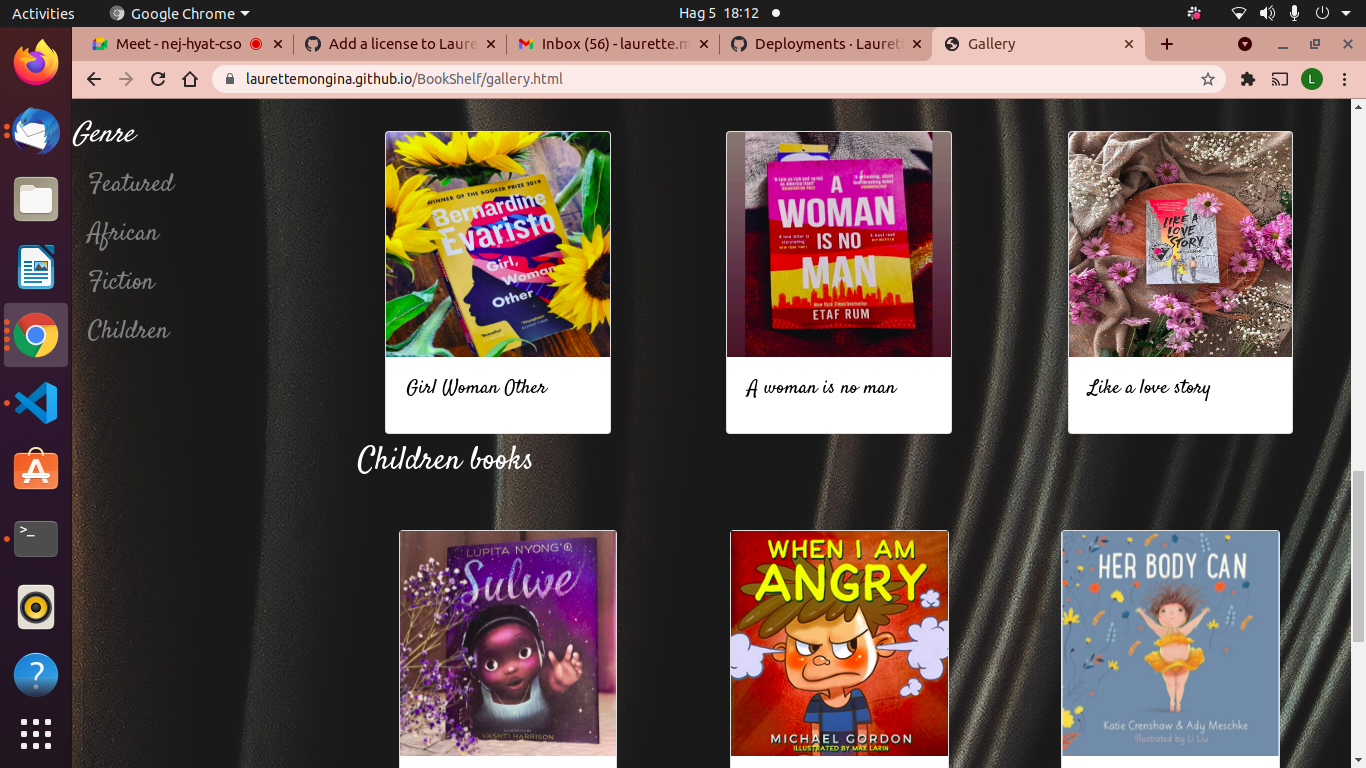 Activities
Google Chrome
Hag 5 18:12
Meet - nej-hyat-cso
Add a license to Laure
Inbox (56) - laurette.m
Deployments · Lauret
Gallery
laurettemongina.github.io/BookShelf/gallery.html
L
Genre
Featured
African
Fiction
Children
WINNER OF THE BOOKER PRIZE 2019
Bernardine
Evaristo
Girl,
Woman,
Other
Girl Woman Other
A
WOMAN
IS NO
MAN
New York Times bestseller
ETAF RUM
A woman is no man
LIKE A
LOVE
STORY
Like a love story
Children books
LUPITA NYONG'O
Sulwe
VASHTI HARRISON
WHEN I AM
ANGRY
MICHAEL GORDON
ILLUSTRATED BY MAX LARIN
HER BODY CAN
Katie Crenshaw & Ady Meschke
Illustrated by Li Liu
>_
?